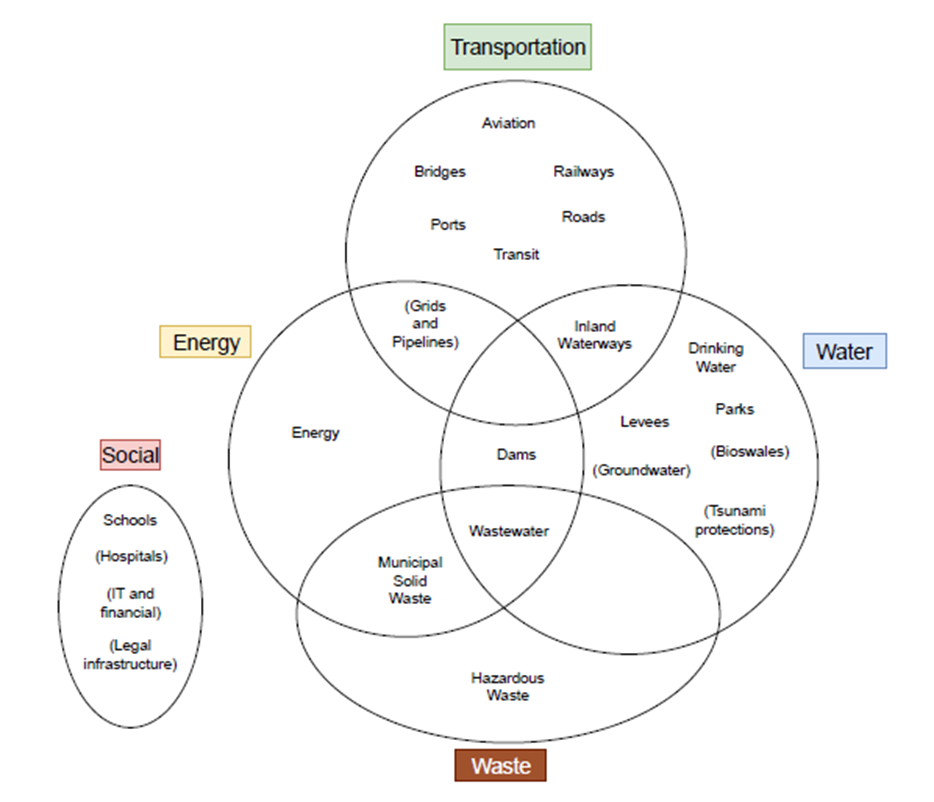 Transportation
Aviation
Bridges
Railways
Ports
Roads
Transit
(Grids
and
Pipelines)
Inland
Waterways
Energy
Water
Drinking
Water
Parks
Levees
(Bioswales)
(Groundwater)
(Tsunami
protections)
Energy
Dams
Social
Schools
(Hospitals)
(IT and
financial)
(Legal
infrastructure)
Wastewater
Municipal
Solid
Waste
Hazardous
Waste
Waste